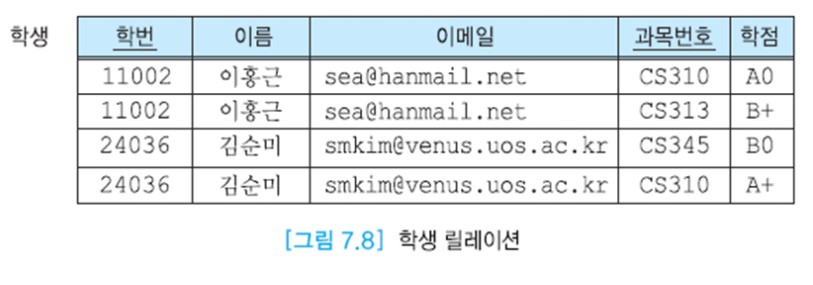 학생 학번 이름 이메일 과목번호 학점
11002 이홍근 sea@hanmail.net CS310 A0
11002 이홍근 sea@hanmail.net CS313 B+
24036 김순미 smkim@venus.uos.ac.kr CS345 B0
24036 김순미 smkim@venus.uos.ac.kr CS310 A+
[그림 7.8] 학생 릴레이션